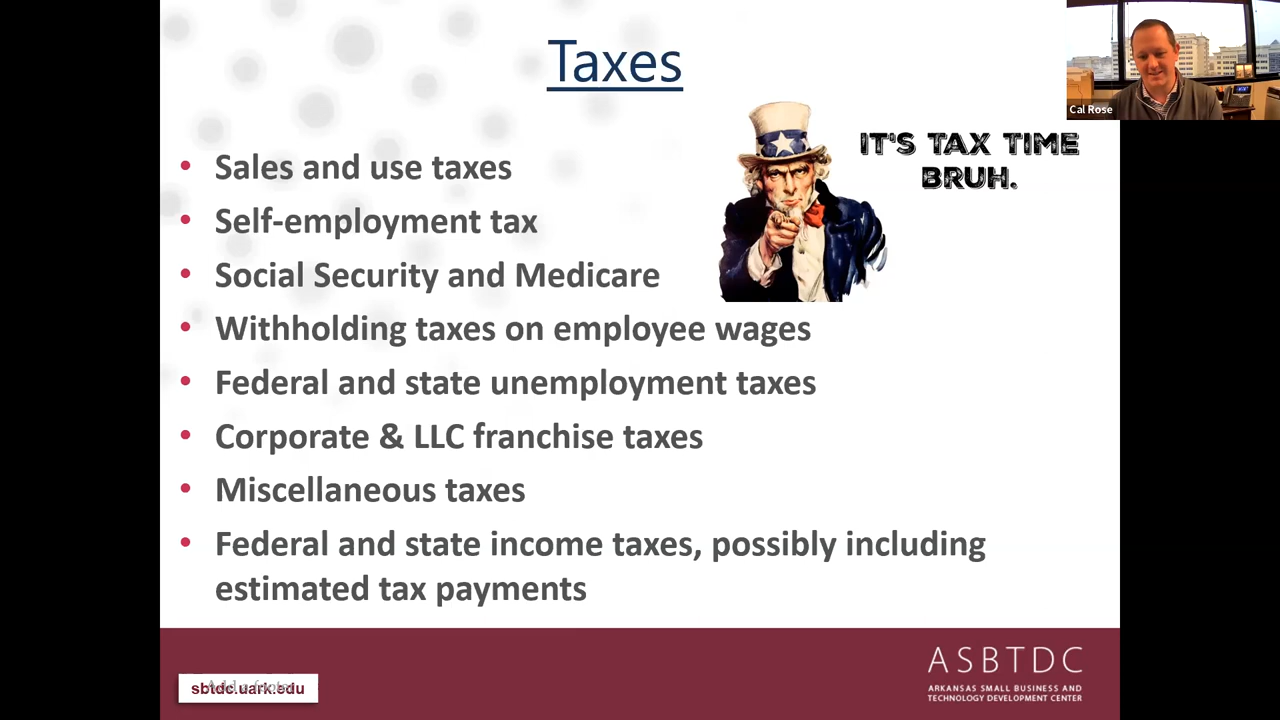 Taxes
Cal Rose
IT'S TAX TIME
BRUH.
• Sales and use taxes
• Self-employment tax
• Social Security and Medicare
• Withholding taxes on employee wages
• Federal and state unemployment taxes
• Corporate & LLC franchise taxes
• Miscellaneous taxes
• Federal and state income taxes, possibly including
estimated tax payments
sbtdc.uark.edu
ASBTDC
ARKANSAS SMALL BUSINESS AND
TECHNOLOGY DEVELOPMENT CENTER